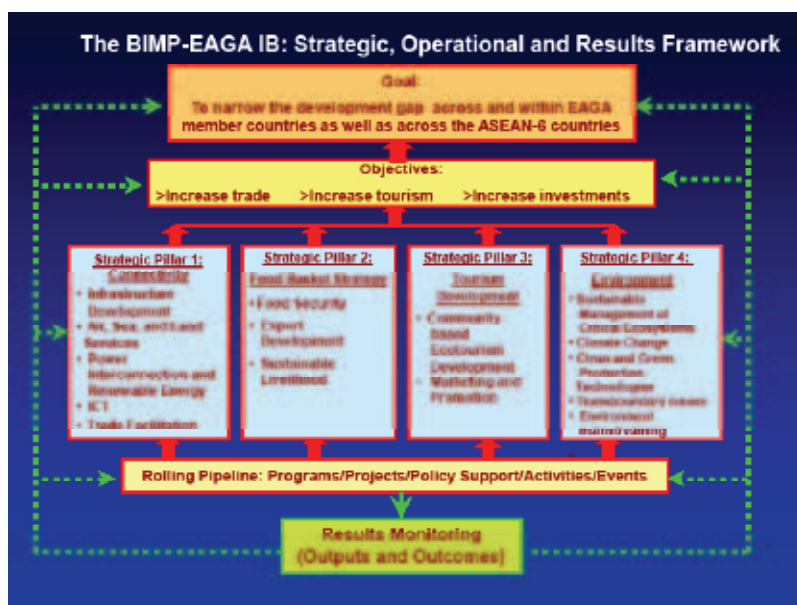 The BIMP-EAGA IB: Strategic, Operational and Results Framework
Goal:
To narrow the development gap across and within EAGA
member countries as well as across the ASEAN-6 countries
Objectives:
>Increase trade >Increase tourism >Increase investments
Strategic Pillar 1:
Connectivity
• Infrastructure
Development
• Air, Sea, and Land
Services
• Power
Interconnection and
Renewable Energy
• ICT
• Trade Facilitation
Strategic Pillar 2:
Food Basket Strategy
• Food Security
• Export
Development
• Sustainable
Livelihood
Strategic Pillar 3:
Tourism
Development
• Community
based
Ecotourism
Development
• Marketing and
Promotion
Strategic Pillar 4:
Environment
• Sustainable
Management of
Critical Ecosystems
• Climate Change
• Clean and Green
Production
Technologies
• Transboundary issues
• Environment
mainstreaming
Rolling Pipeline: Programs/Projects/Policy Support/Activities/Events
Results Monitoring
(Outputs and Outcomes)